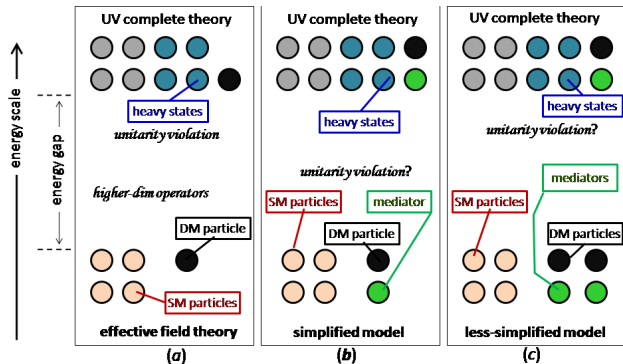 energy scale
energy gap
UV complete theory
heavy states
unitarity violation
higher-dim operators
DM particle
SM particles
effective field theory
(a)
UV complete theory
heavy states
unitarity violation?
SM particles
mediator
DM particle
simplified model
(b)
UV complete theory
heavy states
unitarity violation?
mediators
SM particles
DM particles
less-simplified model
(c)